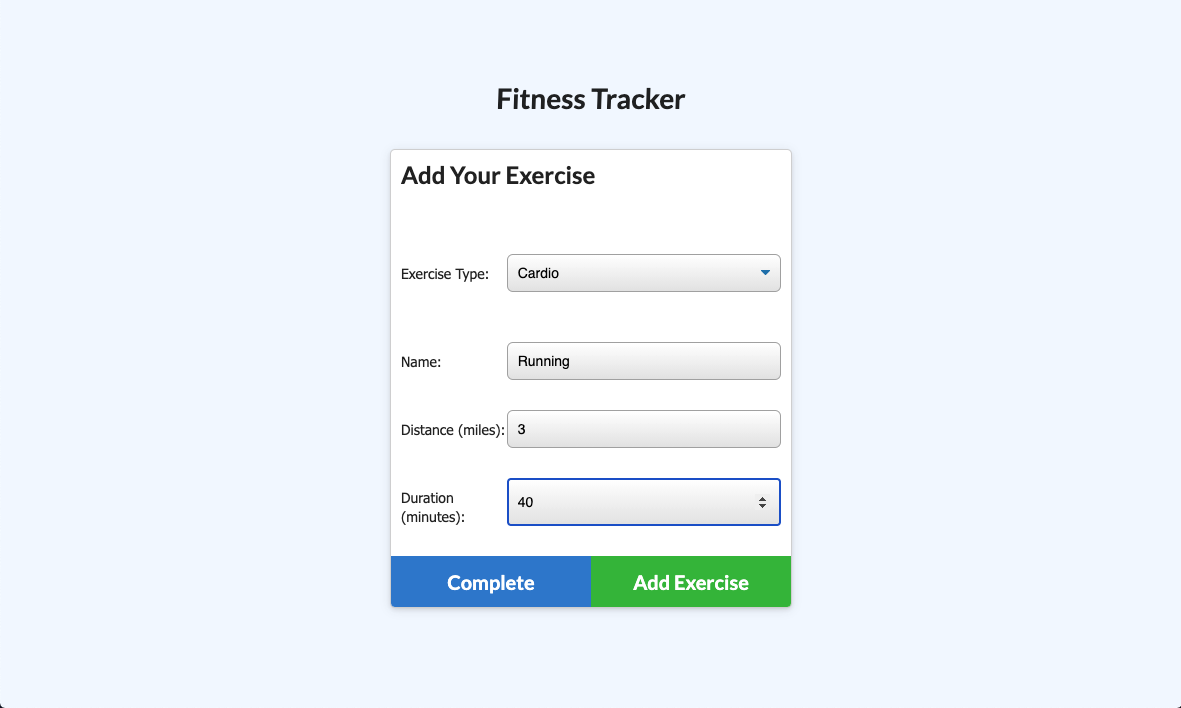 Fitness Tracker
Add Your Exercise
Exercise Type: Cardio
Name: Running
Distance (miles): 3
Duration
(minutes): 40
Complete Add Exercise